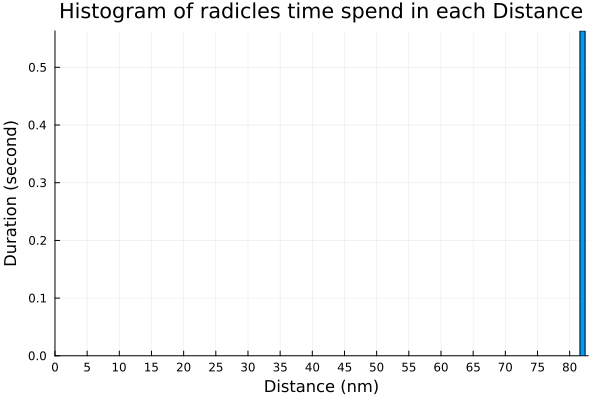 Histogram of radicles time spend in each Distance
Duration (second)
0.5
0.4
0.3
0.2
0.1
0.0
0 5 10 15 20 25 30 35 40 45 50 55 60 65 70 75 80
Distance (nm)